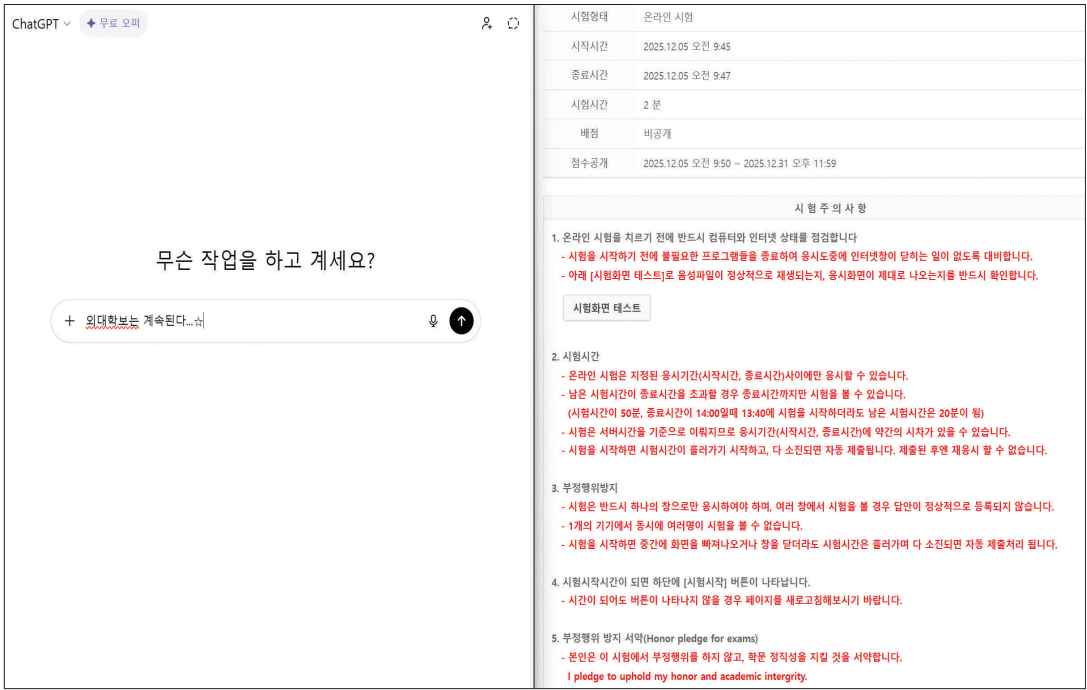 ChatGPT
무료 오퍼
무슨 작업을 하고 계세요?
외대학보는 계속된다...☆
시험형태 온라인 시험
시작시간 2025.12.05 오전 9:45
종료시간 2025.12.05 오전 9:47
시험시간 2 분
배점 비공개
점수공개 2025.12.05 오전 9:50 ~ 2025.12.31 오후 11:59
시 험 주 의 사 항
1. 온라인 시험을 치르기 전에 반드시 컴퓨터와 인터넷 상태를 점검합니다
- 시험을 시작하기 전에 불필요한 프로그램들을 종료하여 응시도중에 인터넷창이 닫히는 일이 없도록 대비합니다.
- 아래 [시험화면 테스트]로 음성파일이 정상적으로 재생되는지, 응시화면이 제대로 나오는지를 반드시 확인합니다.
시험화면 테스트
2. 시험시간
- 온라인 시험은 지정된 응시기간(시작시간, 종료시간)사이에만 응시할 수 있습니다.
- 남은 시험시간이 종료시간을 초과할 경우 종료시간까지만 시험을 볼 수 있습니다.
(시험시간이 50분, 종료시간이 14:00일때 13:40에 시험을 시작하더라도 남은 시험시간은 20분이 됨)
- 시험은 서버시간을 기준으로 이뤄지므로 응시기간(시작시간, 종료시간)에 약간의 시차가 있을 수 있습니다.
- 시험을 시작하면 시험시간이 흘러가기 시작하고, 다 소진되면 자동 제출됩니다. 제출된 후엔 재응시 할 수 없습니다.
3. 부정행위방지
- 시험은 반드시 하나의 창으로만 응시하여야 하며, 여러 창에서 시험을 볼 경우 답안이 정상적으로 등록되지 않습니다.
- 1개의 기기에서 동시에 여러명이 시험을 볼 수 없습니다.
- 시험을 시작하면 중간에 화면을 빠져나오거나 창을 닫더라도 시험시간은 흘러가며 다 소진되면 자동 제출처리 됩니다.
4. 시험시작시간이 되면 하단에 [시험시작] 버튼이 나타납니다.
- 시간이 되어도 버튼이 나타나지 않을 경우 페이지를 새로고침해보시기 바랍니다.
5. 부정행위 방지 서약(Honor pledge for exams)
- 본인은 이 시험에서 부정행위를 하지 않고, 학문 정직성을 지킬 것을 서약합니다.
I pledge to uphold my honor and academic intergrity.